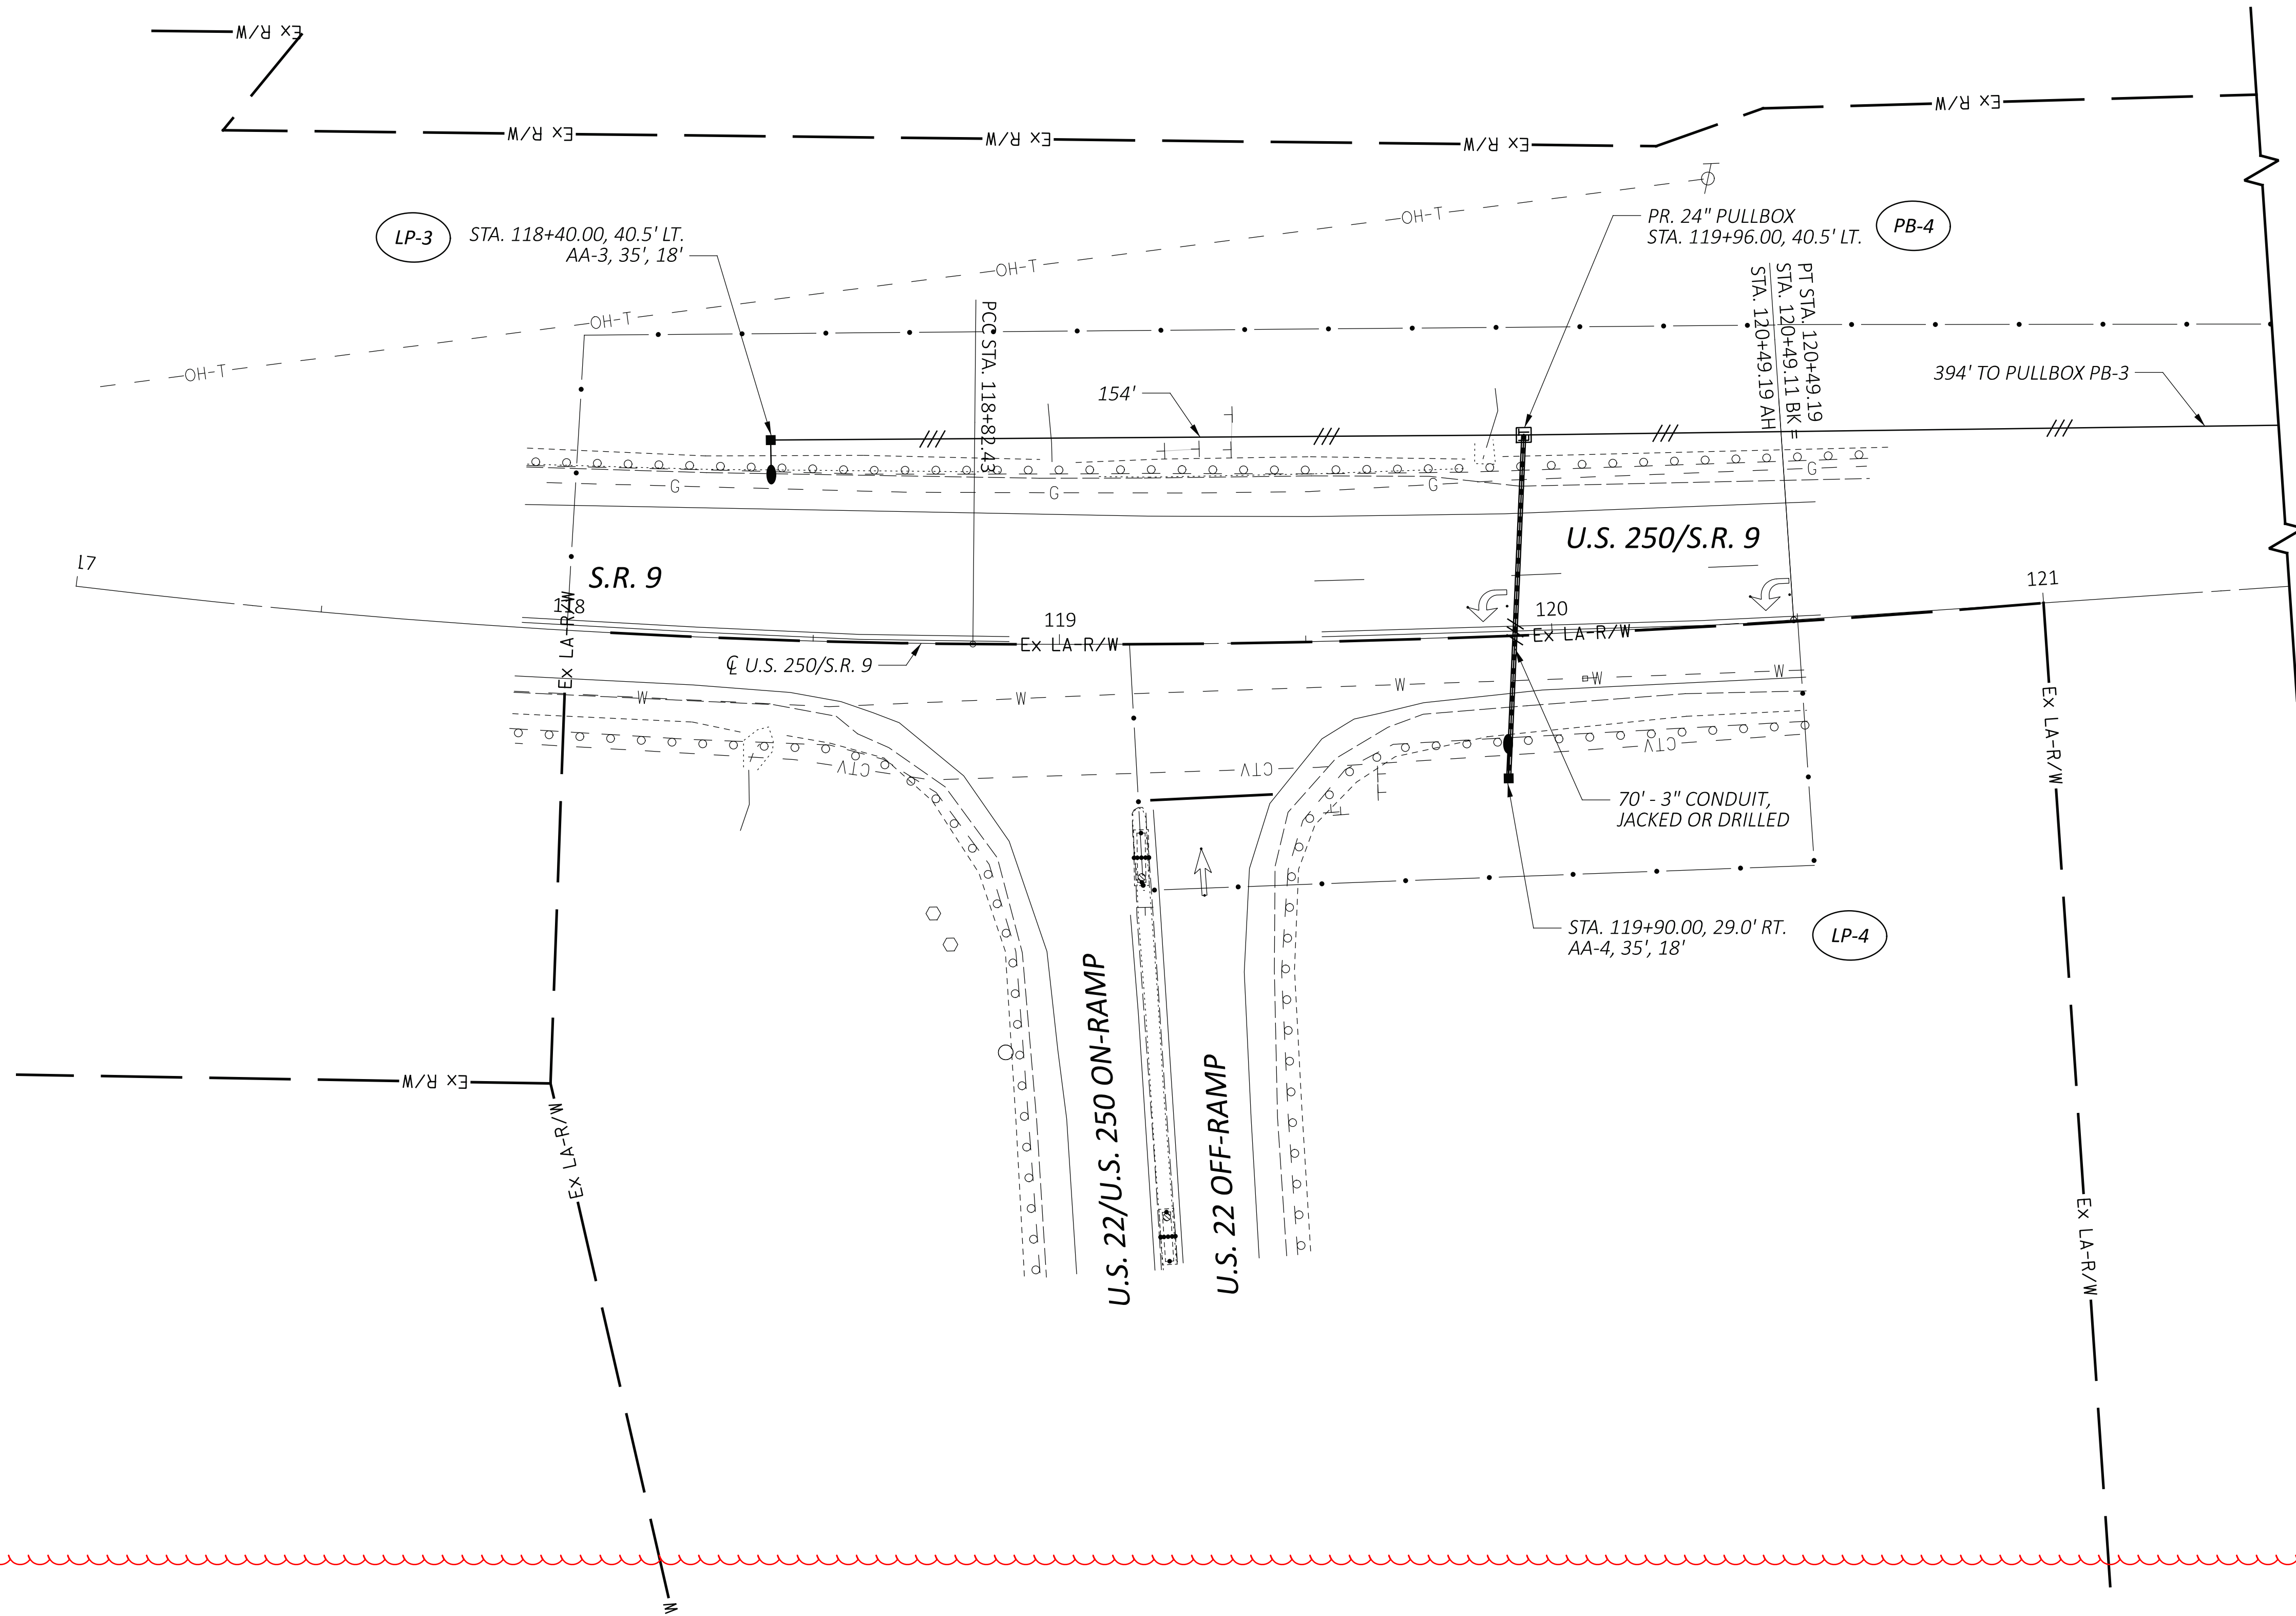 Ex R/W
Ex R/W
Ex R/W
Ex R/W
Ex R/W
LP-3
STA. 118+40.00, 40.5' LT.
AA-3, 35', 18'
PR. 24" PULLBOX
STA. 119+96.00, 40.5' LT.
PB-4
OH-T
OH-T
OH-T
OH-T
PCC STA. 118+82.43
PT STA. 120+49.19
STA. 120+49.11 BK =
STA. 120+49.19 AH
154'
394' TO PULLBOX PB-3
G
G
G
G
U.S. 250/S.R. 9
S.R. 9
118
119
120
121
Ex LA-R/W
Ex LA-R/W
Ex LA-R/W
℄ U.S. 250/S.R. 9
W
W
W
W
W
CTV
CTV
CTV
Ex LA-R/W
70' - 3" CONDUIT,
JACKED OR DRILLED
STA. 119+90.00, 29.0' RT.
AA-4, 35', 18'
LP-4
U.S. 22/U.S. 250 ON-RAMP
U.S. 22 OFF-RAMP
Ex R/W
Ex LA-R/W
Ex LA-R/W
W